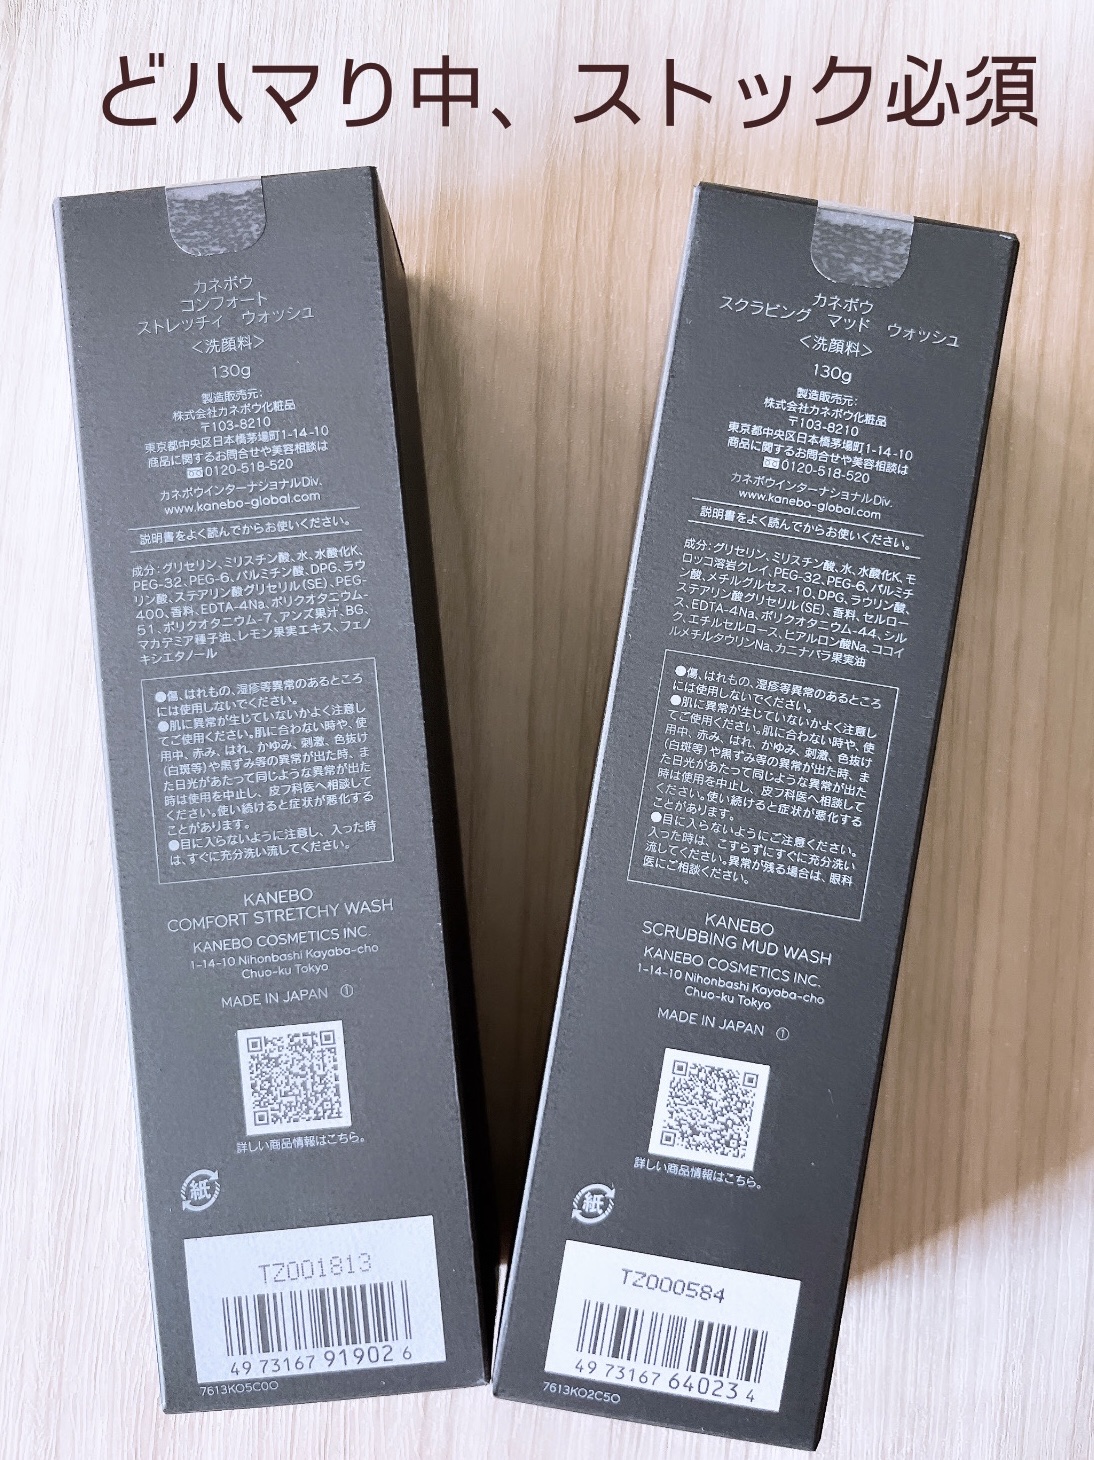 どハマり中、ストック必須
カネボウ
コンフォート
ストレッチィ ウォッシュ
<洗顔料>
130g
製造販売元:
株式会社カネボウ化粧品
〒103-8210
東京都中央区日本橋茅場町1-14-10
商品に関するお問合せや美容相談は
0120-518-520
カネボウインターナショナルDiv.
www.kanebo-global.com
説明書をよく読んでからお使いください。
成分:グリセリン、ミリスチン酸、水、水酸化K、
PEG-32、PEG-6、パルミチン酸、DPG、ラウ
リン酸、ステアリン酸グリセリル(SE)、PEG-
400、香料、EDTA-4Na、ポリクオタニウム-
51、ポリクオタニウム-7、アンズ果汁、BG、
マカデミア種子油、レモン果実エキス、フェノ
キシエタノール
●傷、はれもの、湿疹等異常のあるところ
には使用しないでください。
●肌に異常が生じていないかよく注意し
てご使用ください。肌に合わない時や、使
用中、赤み、はれ、かゆみ、刺激、色抜け
(白斑等)や黒ずみ等の異常が出た時、ま
た日光があたって同じような異常が出た
時は使用を中止し、皮フ科医へ相談して
ください。使い続けると症状が悪化する
ことがあります。
●目に入らないように注意し、入った時
は、すぐに充分洗い流してください。
KANEBO
COMFORT STRETCHY WASH
KANEBO COSMETICS INC.
1-14-10 Nihonbashi Kayaba-cho
Chuo-ku Tokyo
MADE IN JAPAN ①
詳しい商品情報はこちら。
紙
TZ001813
49 73167 91902 6
7613KO5C0O
カネボウ
スクラビング マッド ウォッシュ
<洗顔料>
130g
製造販売元:
株式会社カネボウ化粧品
〒103-8210
東京都中央区日本橋茅場町1-14-10
商品に関するお問合せや美容相談は
0120-518-520
カネボウインターナショナルDiv.
www.kanebo-global.com
説明書をよく読んでからお使いください。
成分:グリセリン、ミリスチン酸、水、水酸化K、モ
ロッコ溶岩クレイ、PEG-32、PEG-6、パルミチ
ン酸、メチルグルセス-10、DPG、ラウリン酸、
ステアリン酸グリセリル(SE)、香料、セルロー
ス、EDTA-4Na、ポリクオタニウム-44、シル
ク、エチルセルロース、ヒアルロン酸Na、ココイ
ルメチルタウリンNa、カニナバラ果実油
●傷、はれもの、湿疹等異常のあるところ
には使用しないでください。
●肌に異常が生じていないかよく注意し
てご使用ください。肌に合わない時や、使
用中、赤み、はれ、かゆみ、刺激、色抜け
(白斑等)や黒ずみ等の異常が出た時、ま
た日光があたって同じような異常が出た
時は使用を中止し、皮フ科医へ相談して
ください。使い続けると症状が悪化する
ことがあります。
●目に入らないようにご注意ください。
入った時は、こすらずにすぐに充分洗い
流してください。異常が残る場合は、眼科
医にご相談ください。
KANEBO
SCRUBBING MUD WASH
KANEBO COSMETICS INC.
1-14-10 Nihonbashi Kayaba-cho
Chuo-ku Tokyo
MADE IN JAPAN ①
詳しい商品情報はこちら。
紙
TZ000584
49 73167 64023 4
7613KO2C5O